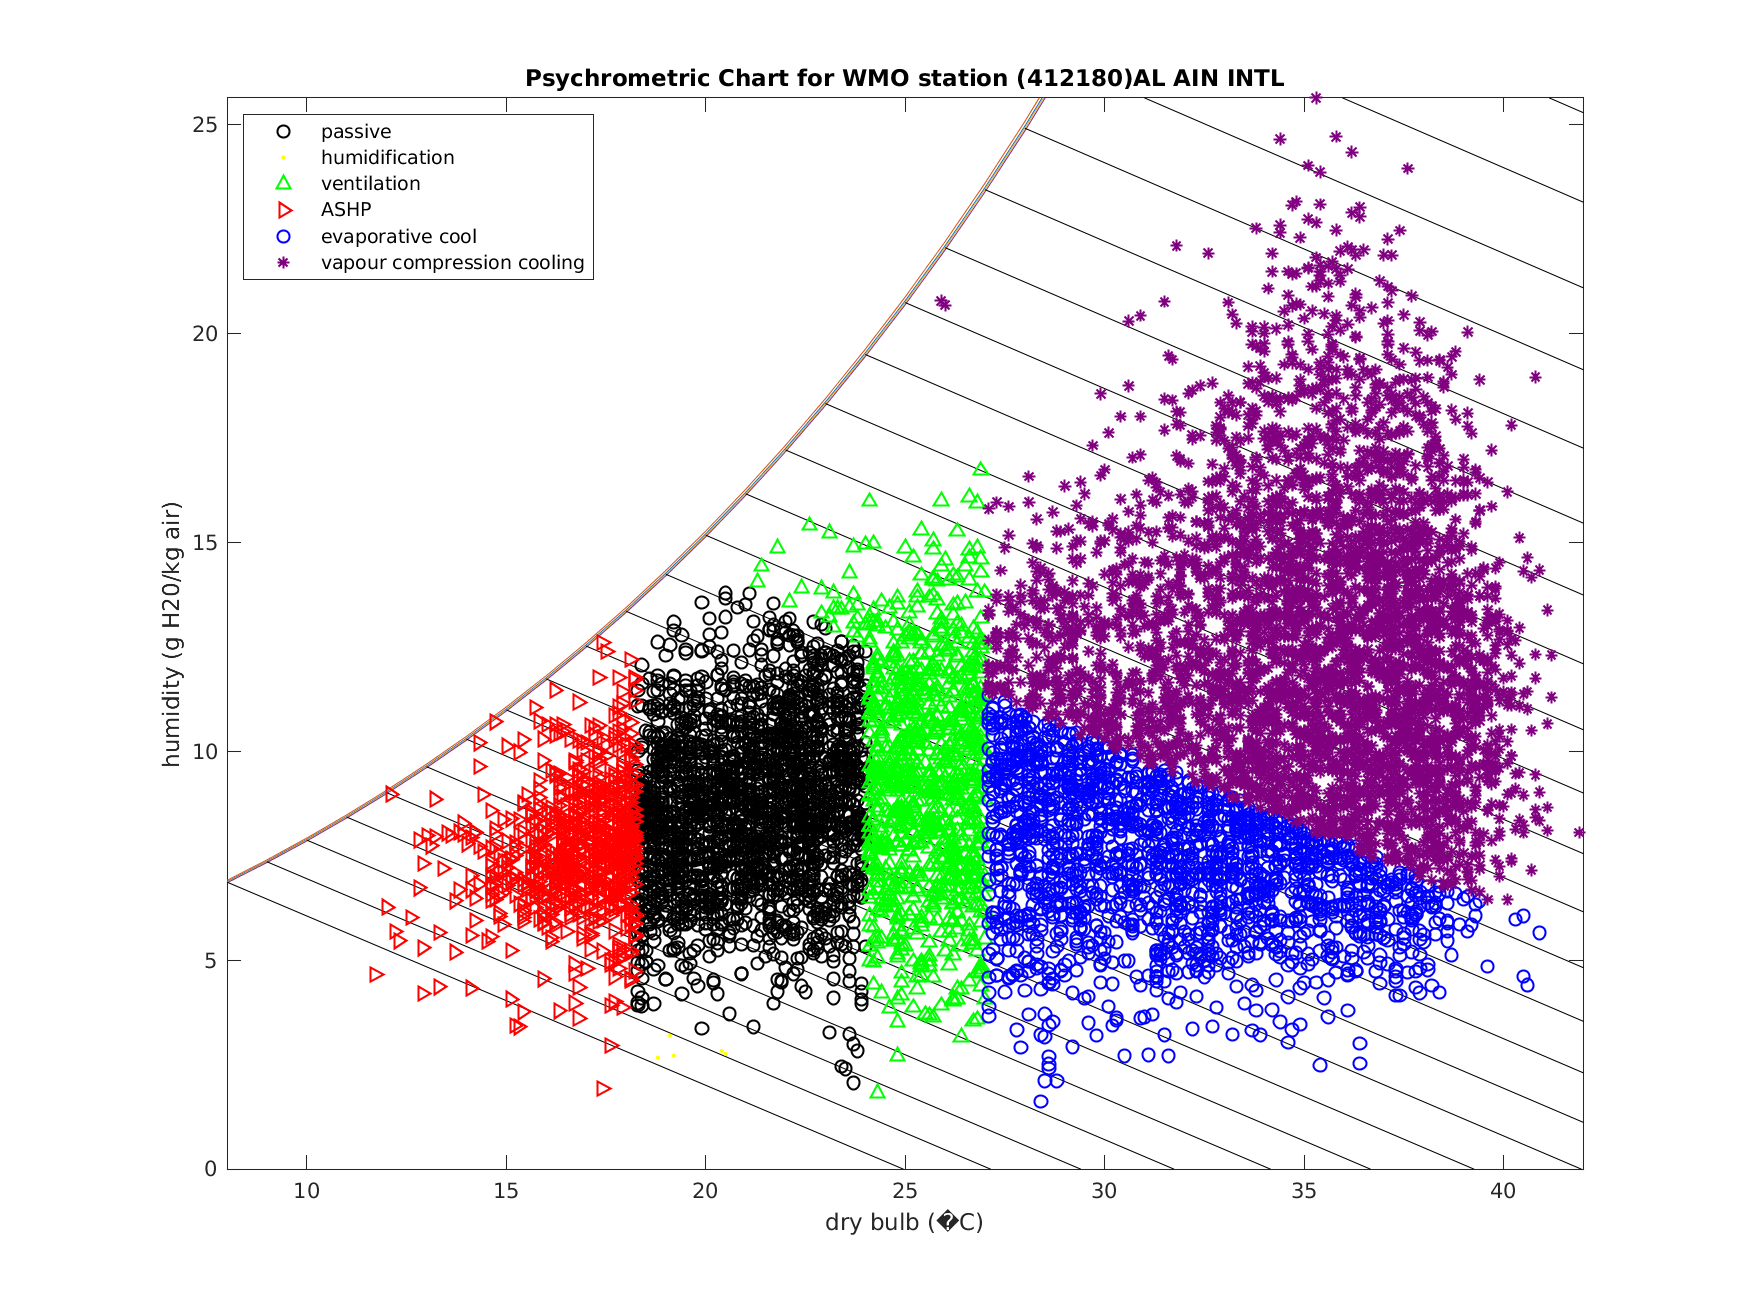 Psychrometric Chart for WMO station (412180)AL AIN INTL
passive
humidification
ventilation
ASHP
evaporative cool
vapour compression cooling
humidity (g H20/kg air)
25
20
15
10
5
0
10 15 20 25 30 35 40
dry bulb (�C)